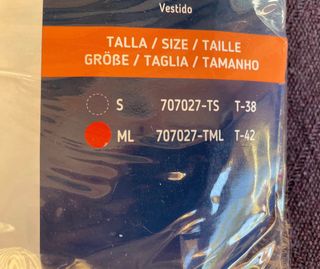 Vestido
TALLA / SIZE / TAILLE
GRÖßE / TAGLIA / TAMANHO
S 707027-TS T-38
ML 707027-TML T-42